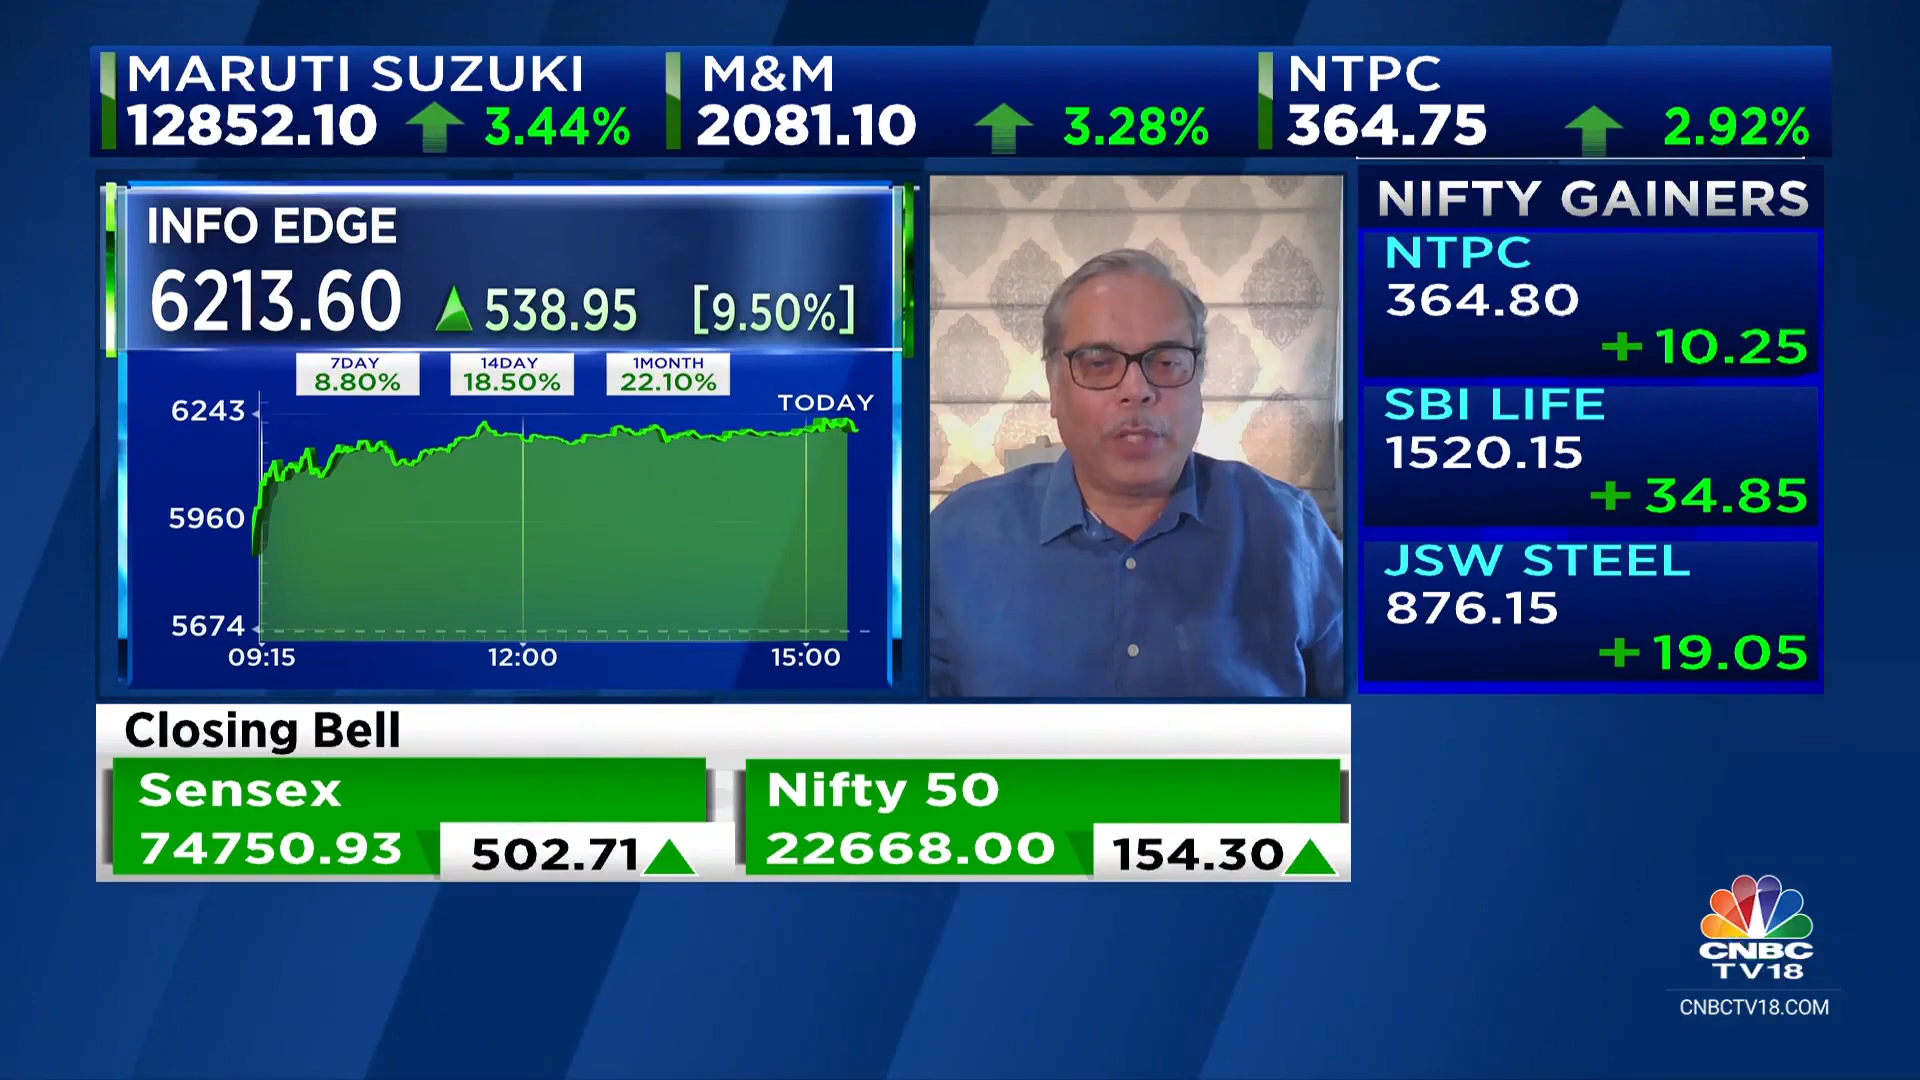 MARUTI SUZUKI
12852.10 3.44%
M&M
2081.10 3.28%
NTPC
364.75 2.92%
INFO EDGE
6213.60 538.95 [9.50%]
7DAY
8.80%
14DAY
18.50%
1MONTH
22.10%
TODAY
6243
5960
5674
09:15 12:00 15:00
NIFTY GAINERS
NTPC
364.80
+10.25
SBI LIFE
1520.15
+34.85
JSW STEEL
876.15
+19.05
Closing Bell
Sensex
74750.93 502.71
Nifty 50
22668.00 154.30
CNBC
TV18
CNBCTV18.COM